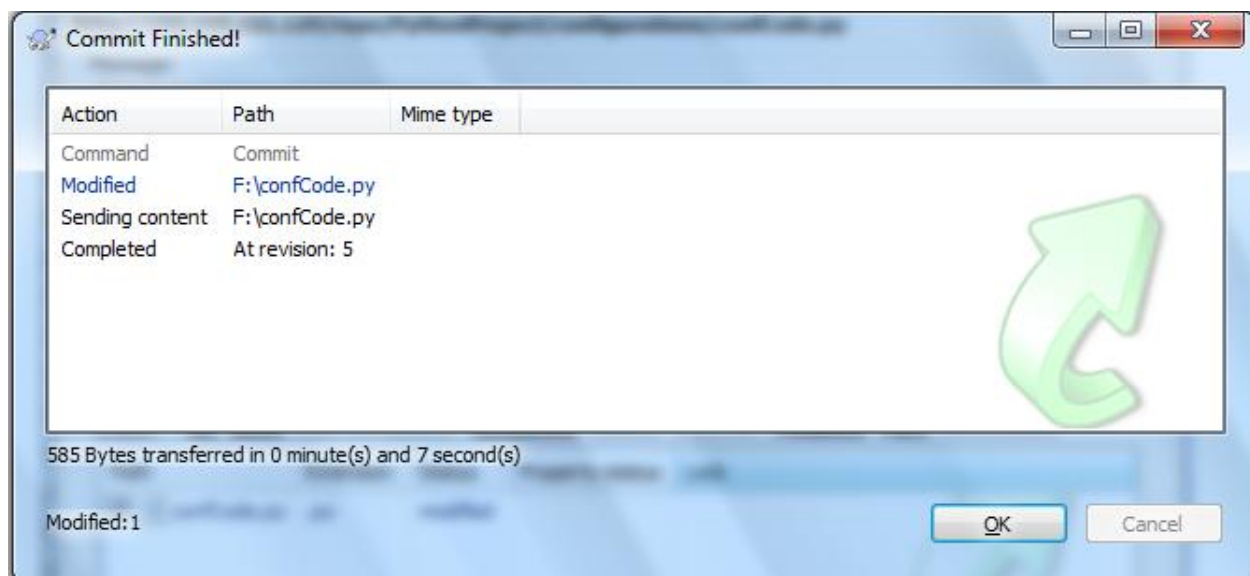 Commit Finished!
Action Path Mime type
Command Commit
Modified F:\confCode.py
Sending content F:\confCode.py
Completed At revision: 5
585 Bytes transferred in 0 minute(s) and 7 second(s)
Modified:1
OK Cancel